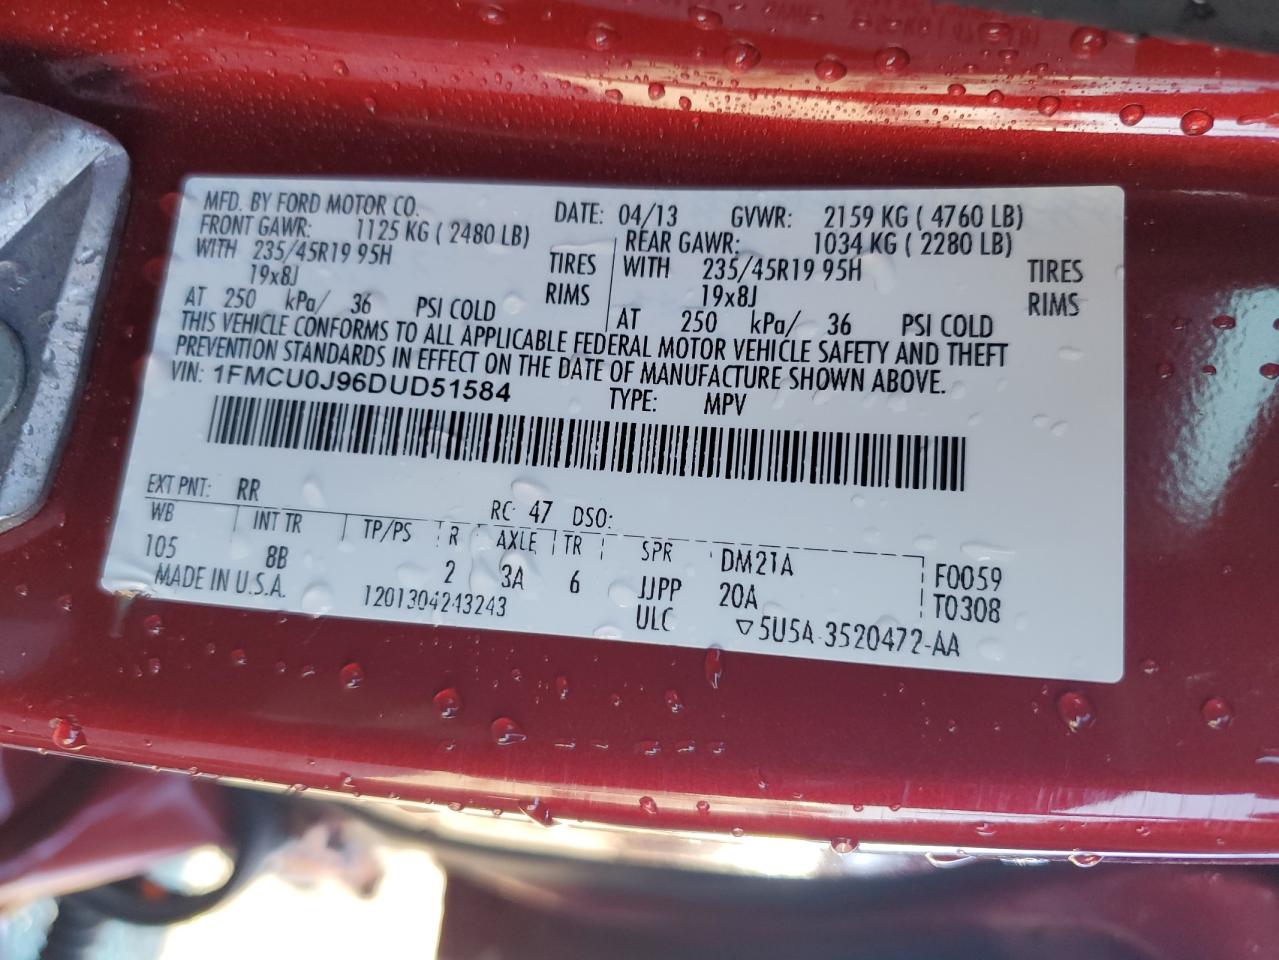 MFD. BY FORD MOTOR CO. DATE: 04/13 GVWR: 2159 KG ( 4760 LB)
FRONT GAWR: 1125 KG ( 2480 LB) REAR GAWR: 1034 KG ( 2280 LB)
WITH 235/45R19 95H TIRES WITH 235/45R19 95H TIRES
19x8J RIMS 19x8J RIMS
AT 250 kPa/ 36 PSI COLD AT 250 kPa/ 36 PSI COLD
THIS VEHICLE CONFORMS TO ALL APPLICABLE FEDERAL MOTOR VEHICLE SAFETY AND THEFT
PREVENTION STANDARDS IN EFFECT ON THE DATE OF MANUFACTURE SHOWN ABOVE.
VIN: 1FMCU0J96DUD51584 TYPE: MPV
EXT PNT: RR RC: 47 DSO:
WB INT TR TP/PS R AXLE TR SPR DM21A F0059
105 8B 2 3A 6 JJPP 20A T0308
MADE IN U.S.A. 1201304243243 ULC ▽5U5A-3520472-AA